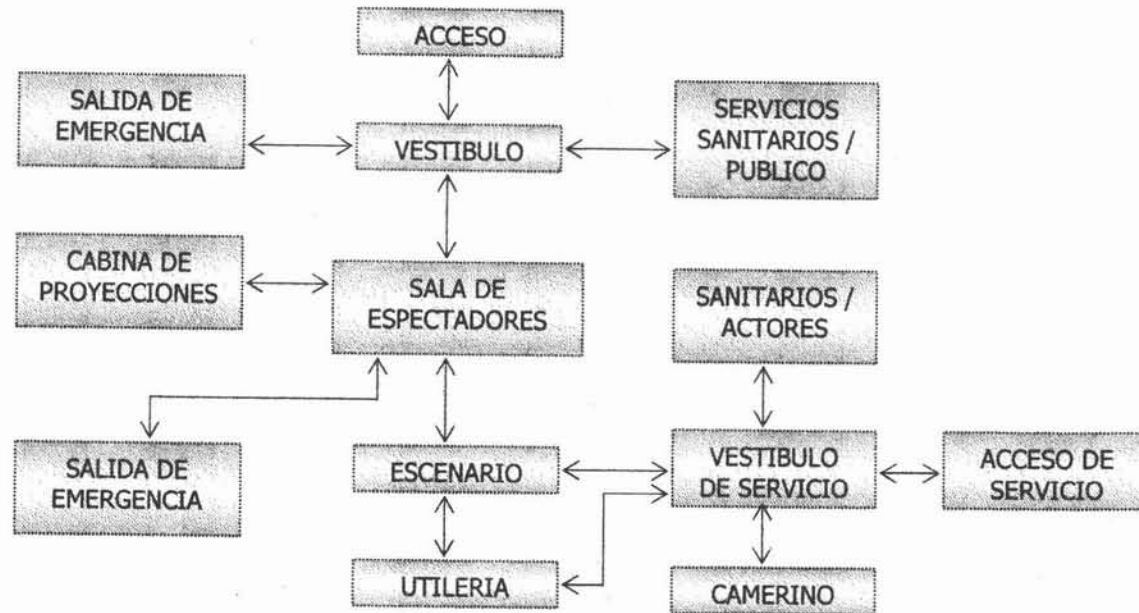 ACCESO
SALIDA DE
EMERGENCIA
VESTIBULO
SERVICIOS
SANITARIOS /
PUBLICO
CABINA DE
PROYECCIONES
SALA DE
ESPECTADORES
SANITARIOS /
ACTORES
SALIDA DE
EMERGENCIA
ESCENARIO
VESTIBULO
DE SERVICIO
ACCESO DE
SERVICIO
UTILERIA
CAMERINO